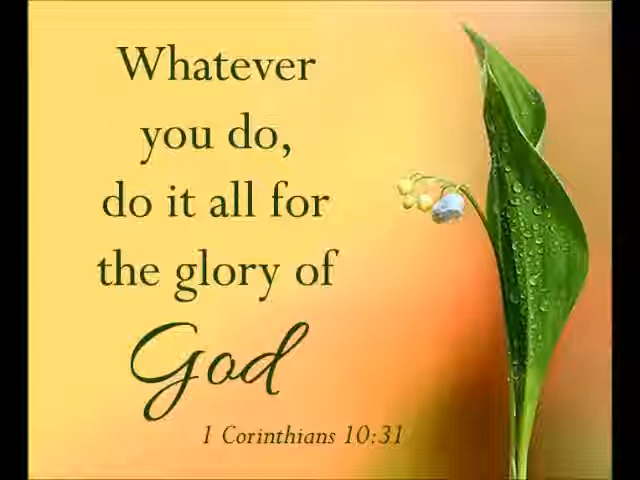 Whatever
you do,
do it all for
the glory of
God
1 Corinthians 10:31